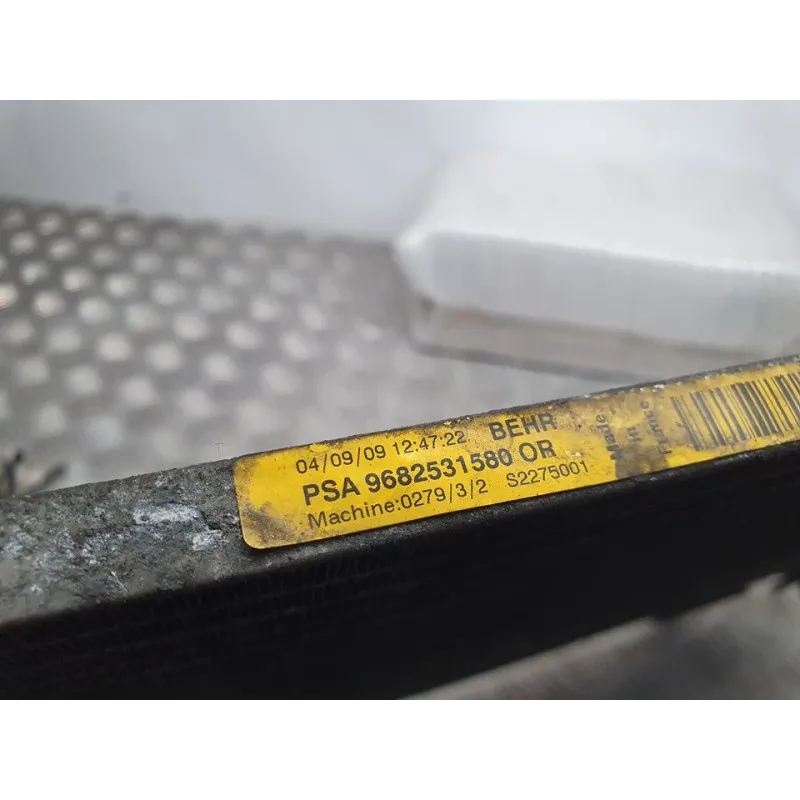 04/09/09 12:47:22 BEHR
PSA 9682531580 OR
Machine:0279/3/2 S2275001
Made
in
France